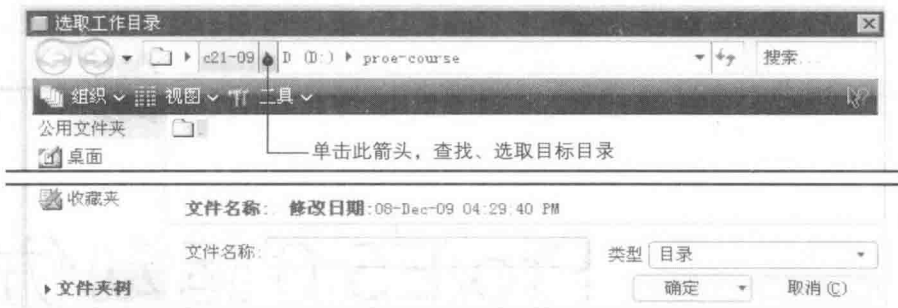 选取工作目录
c21-09 D (D:) proe-course 搜索...
组织 视图 工具
公用文件夹
桌面
单击此箭头，查找、选取目标目录
收藏夹
文件名称: 修改日期:08-Dec-09 04:29:40 PM
文件名称: 类型 目录
文件夹树 确定 取消(C)